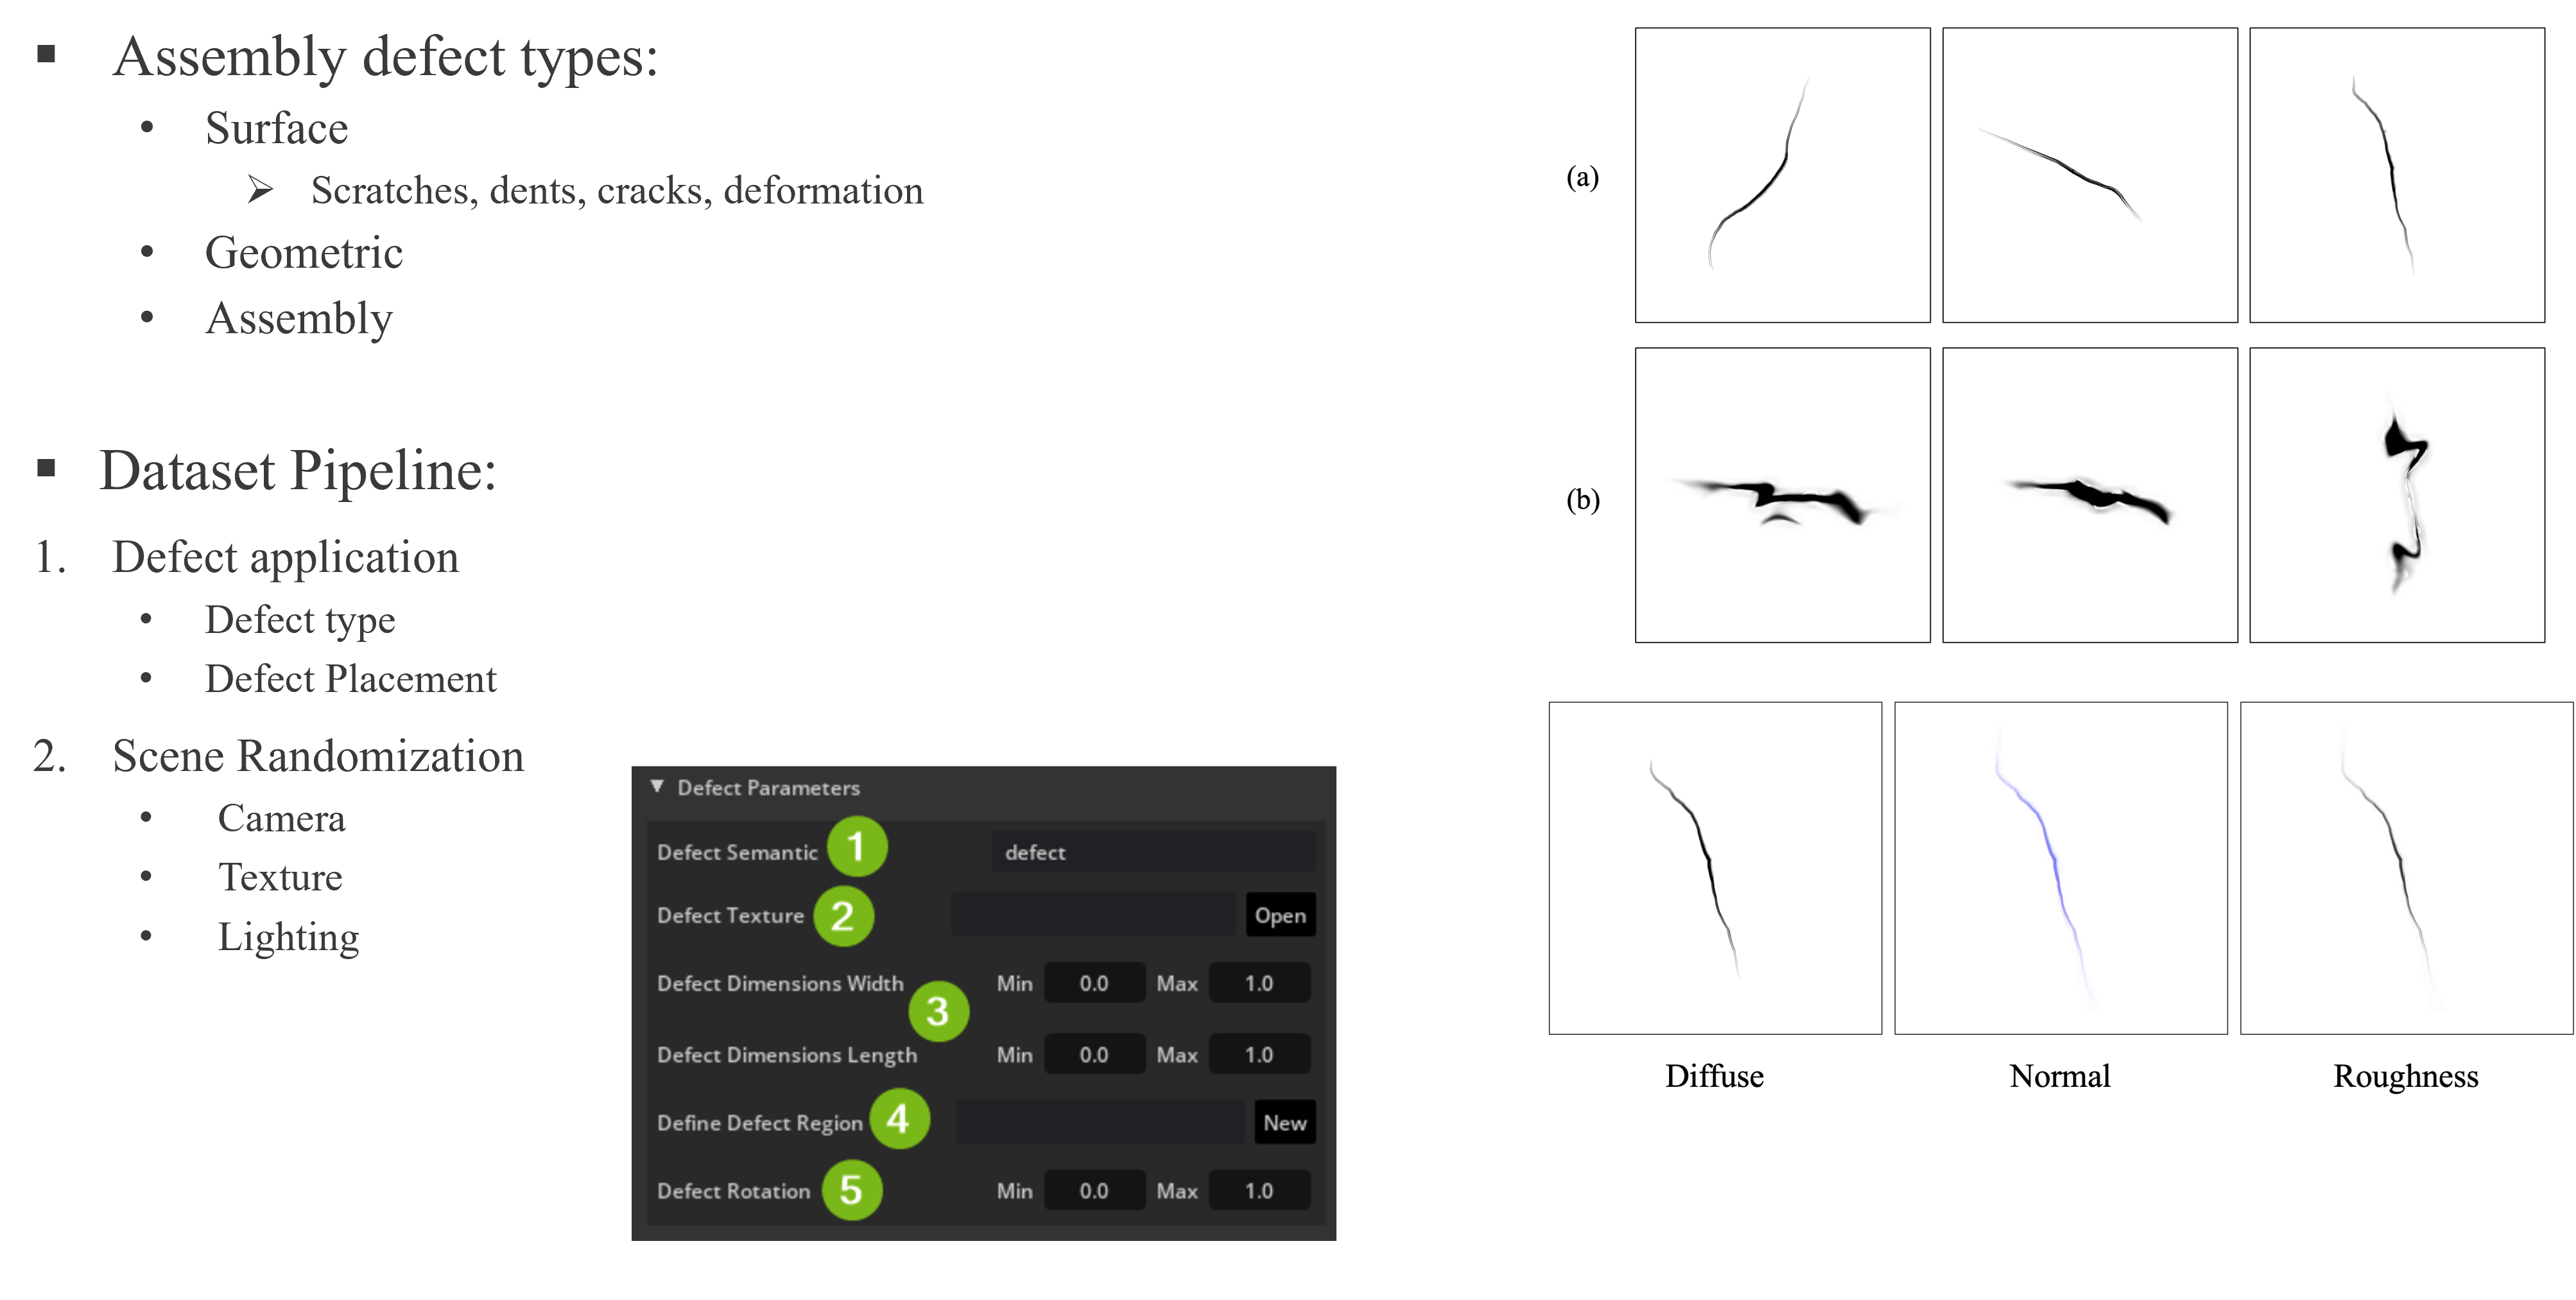 ▪ Assembly defect types:
• Surface
➢ Scratches, dents, cracks, deformation
• Geometric
• Assembly
▪ Dataset Pipeline:
1. Defect application
• Defect type
• Defect Placement
2. Scene Randomization
• Camera
• Texture
• Lighting
▼ Defect Parameters
Defect Semantic 1 defect
Defect Texture 2 Open
Defect Dimensions Width Min 0.0 Max 1.0
3
Defect Dimensions Length Min 0.0 Max 1.0
Define Defect Region 4 New
Defect Rotation 5 Min 0.0 Max 1.0
(a)
(b)
Diffuse Normal Roughness